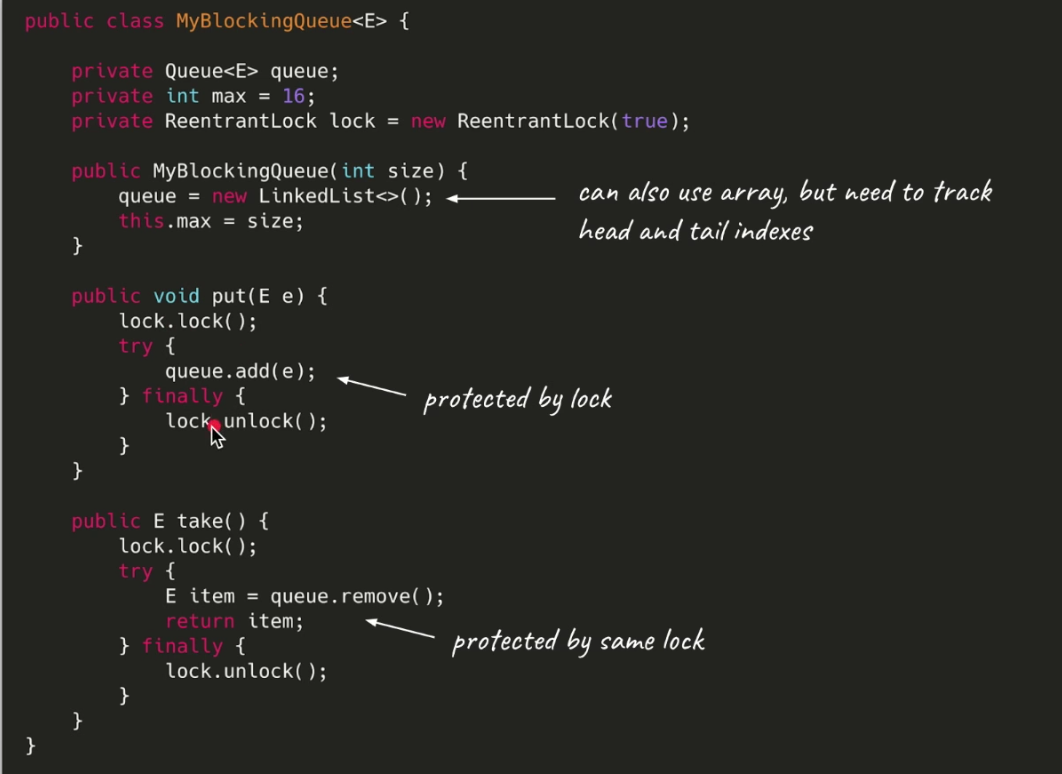 public class MyBlockingQueue<E> {
private Queue<E> queue;
private int max = 16;
private ReentrantLock lock = new ReentrantLock(true);
public MyBlockingQueue(int size) {
queue = new LinkedList<>();
this.max = size;
}
can also use array, but need to track
head and tail indexes
public void put(E e) {
lock.lock();
try {
queue.add(e);
} finally {
lock.unlock();
}
}
protected by lock
public E take() {
lock.lock();
try {
E item = queue.remove();
return item;
} finally {
lock.unlock();
}
}
}
protected by same lock